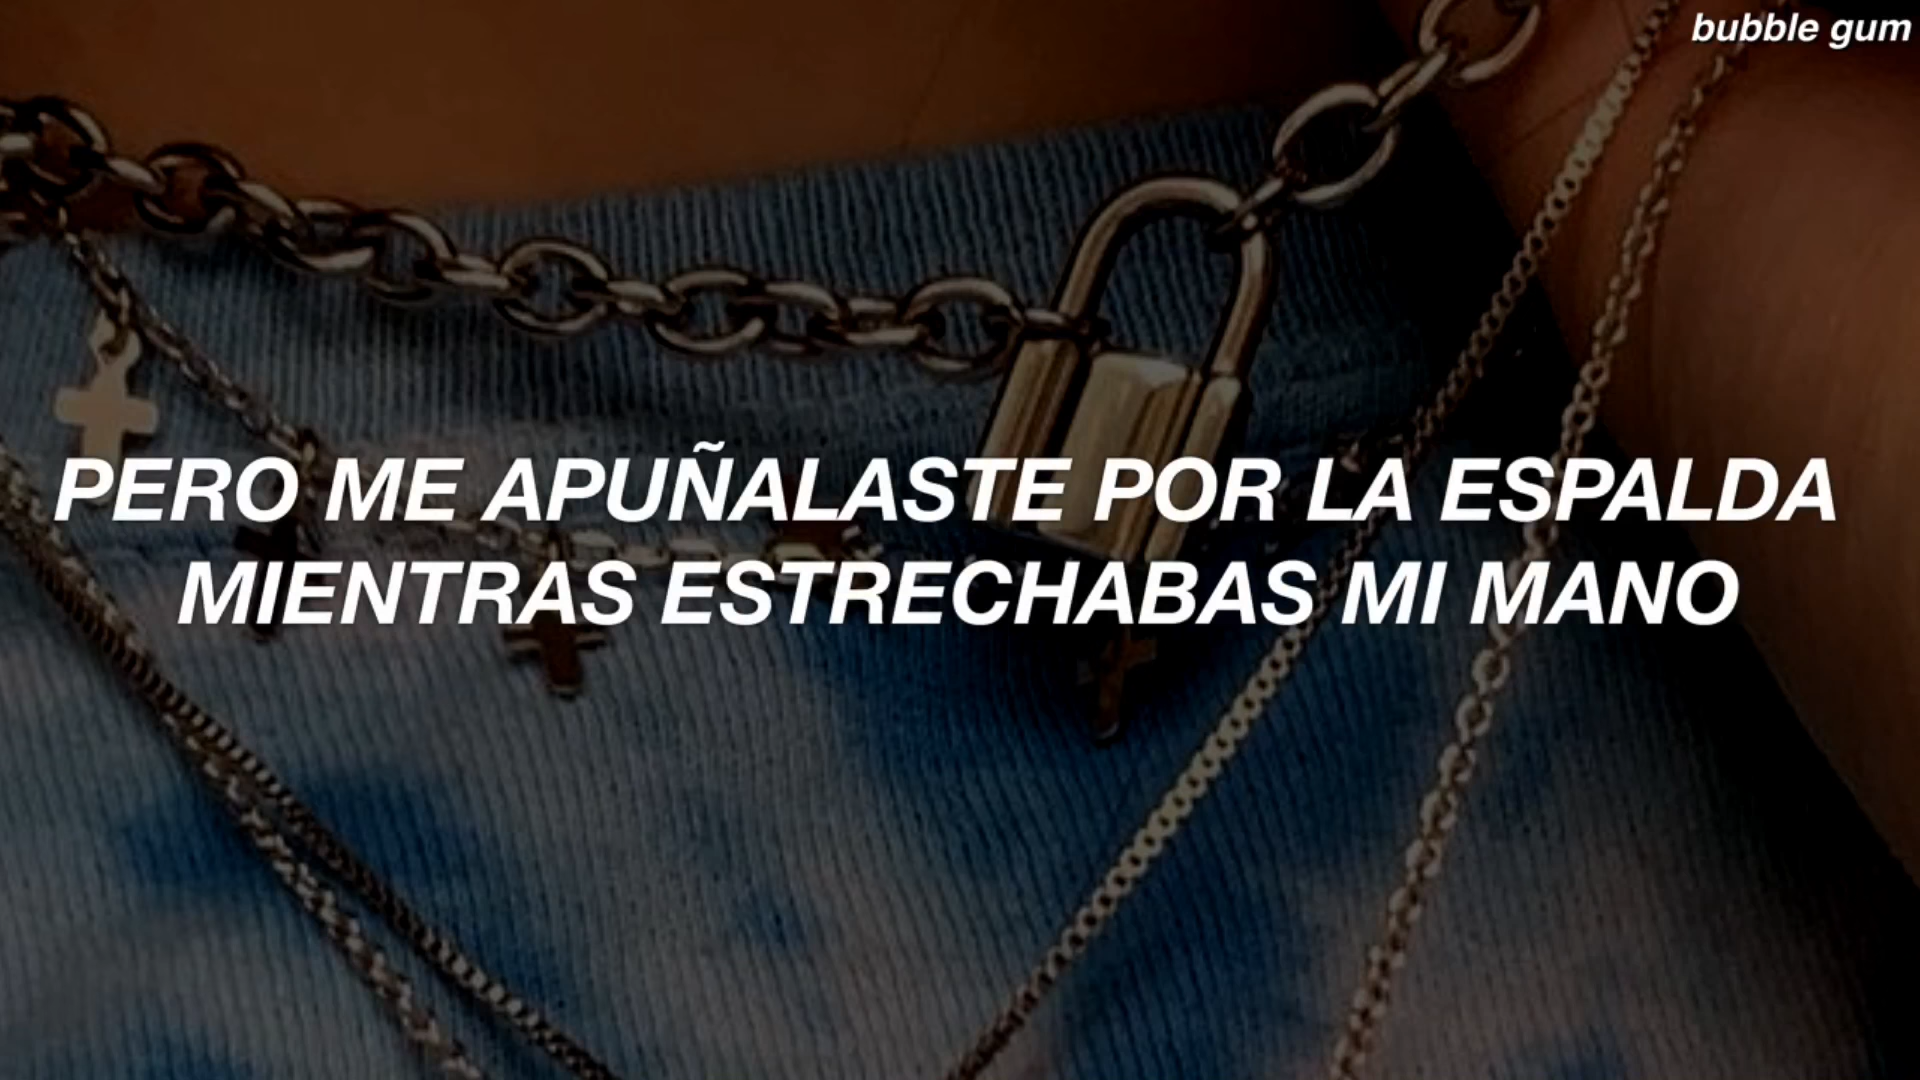 bubble gum
PERO ME APUÑALASTE POR LA ESPALDA
MIENTRAS ESTRECHABAS MI MANO